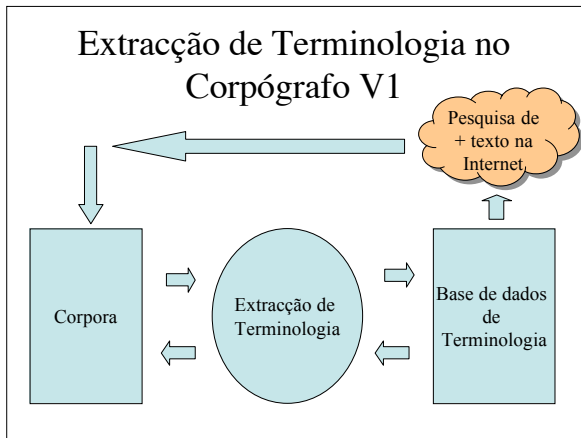 Extracção de Terminologia no
Corpógrafo V1
Pesquisa de
+ texto na
Internet
Corpora
Extracção de
Terminologia
Base de dados
de
Terminologia